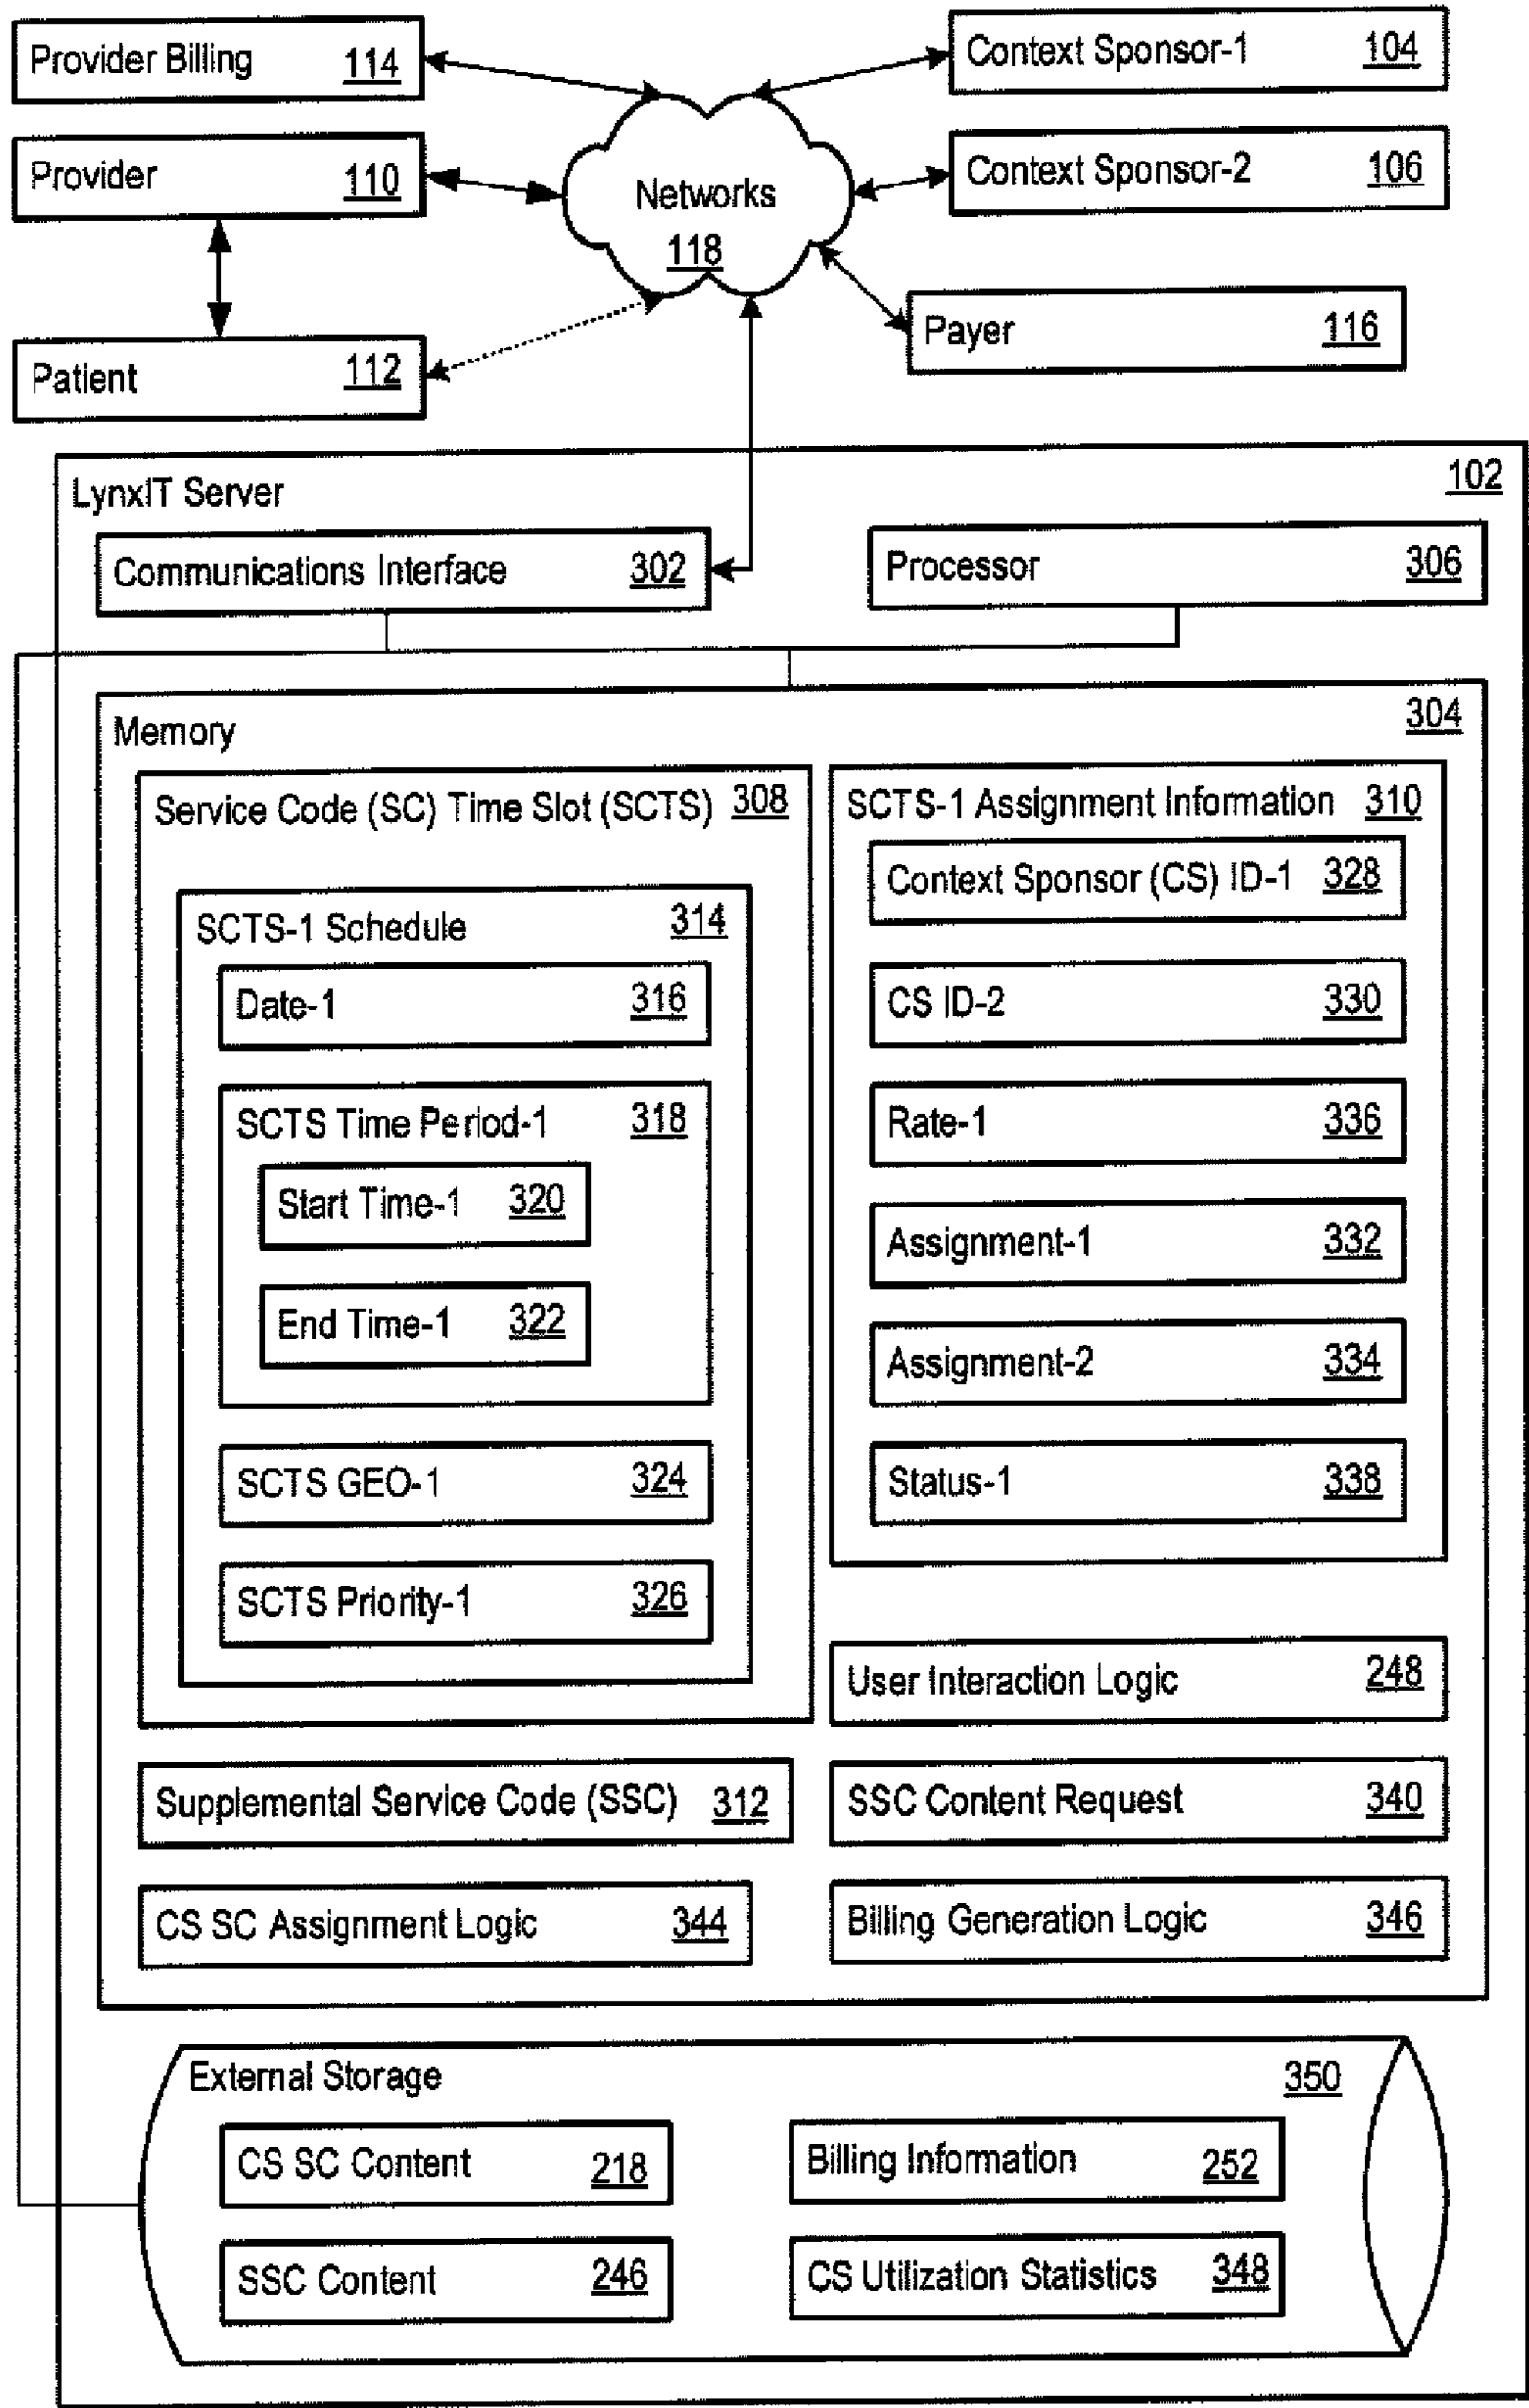 Provider Billing 114
Context Sponsor-1 104
Provider 110
Networks
118
Context Sponsor-2 106
Patient 112
Payer 116
LynxIT Server 102
Communications Interface 302
Processor 306
Memory 304
Service Code (SC) Time Slot (SCTS) 308
SCTS-1 Schedule 314
Date-1 316
SCTS Time Period-1 318
Start Time-1 320
End Time-1 322
SCTS GEO-1 324
SCTS Priority-1 326
SCTS-1 Assignment Information 310
Context Sponsor (CS) ID-1 328
CS ID-2 330
Rate-1 336
Assignment-1 332
Assignment-2 334
Status-1 338
User Interaction Logic 248
Supplemental Service Code (SSC) 312
SSC Content Request 340
CS SC Assignment Logic 344
Billing Generation Logic 346
External Storage 350
CS SC Content 218
Billing Information 252
SSC Content 246
CS Utilization Statistics 348